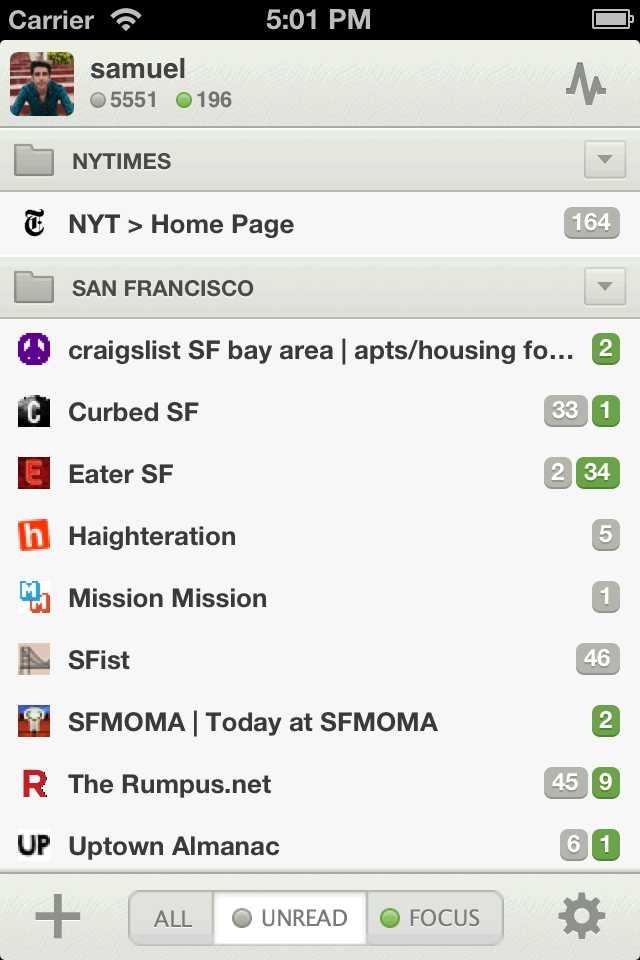 Carrier 5:01 PM
samuel
5551 196
NYTIMES
NYT > Home Page 164
SAN FRANCISCO
craigslist SF bay area | apts/housing fo... 2
C Curbed SF 33 1
E Eater SF 2 34
h Haighteration 5
MM Mission Mission 1
SFist 46
SFMOMA | Today at SFMOMA 2
R The Rumpus.net 45 9
UP Uptown Almanac 6 1
ALL UNREAD FOCUS